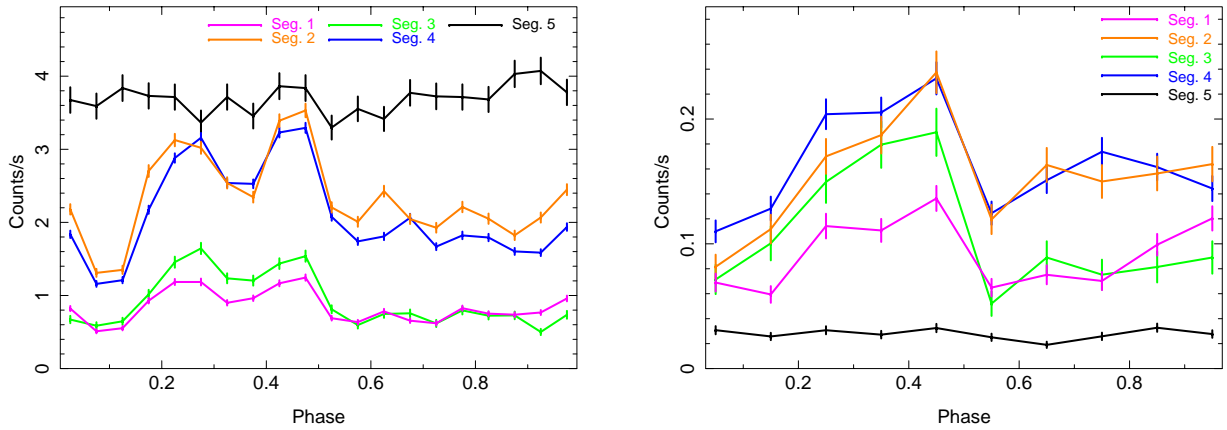 Seg. 1
Seg. 3
Seg. 5
Seg. 2
Seg. 4
Counts/s
0
1
2
3
4
0.2
0.4
0.6
0.8
Phase
Seg. 1
Seg. 2
Seg. 3
Seg. 4
Seg. 5
Counts/s
0
0.1
0.2
0.2
0.4
0.6
0.8
Phase